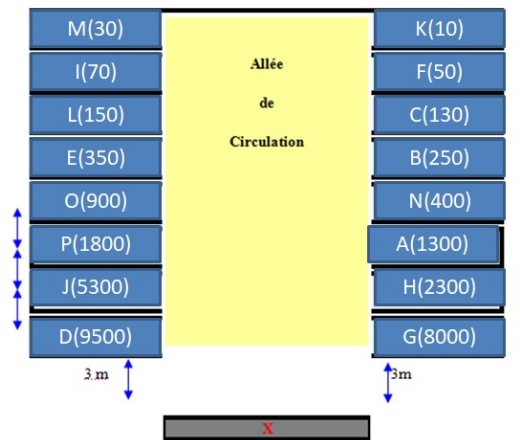 M(30)
K(10)
I(70)
Allée
F(50)
L(150)
de
C(130)
Circulation
E(350)
B(250)
O(900)
N(400)
P(1800)
A(1300)
J(5300)
H(2300)
D(9500)
G(8000)
3 m
3m
X